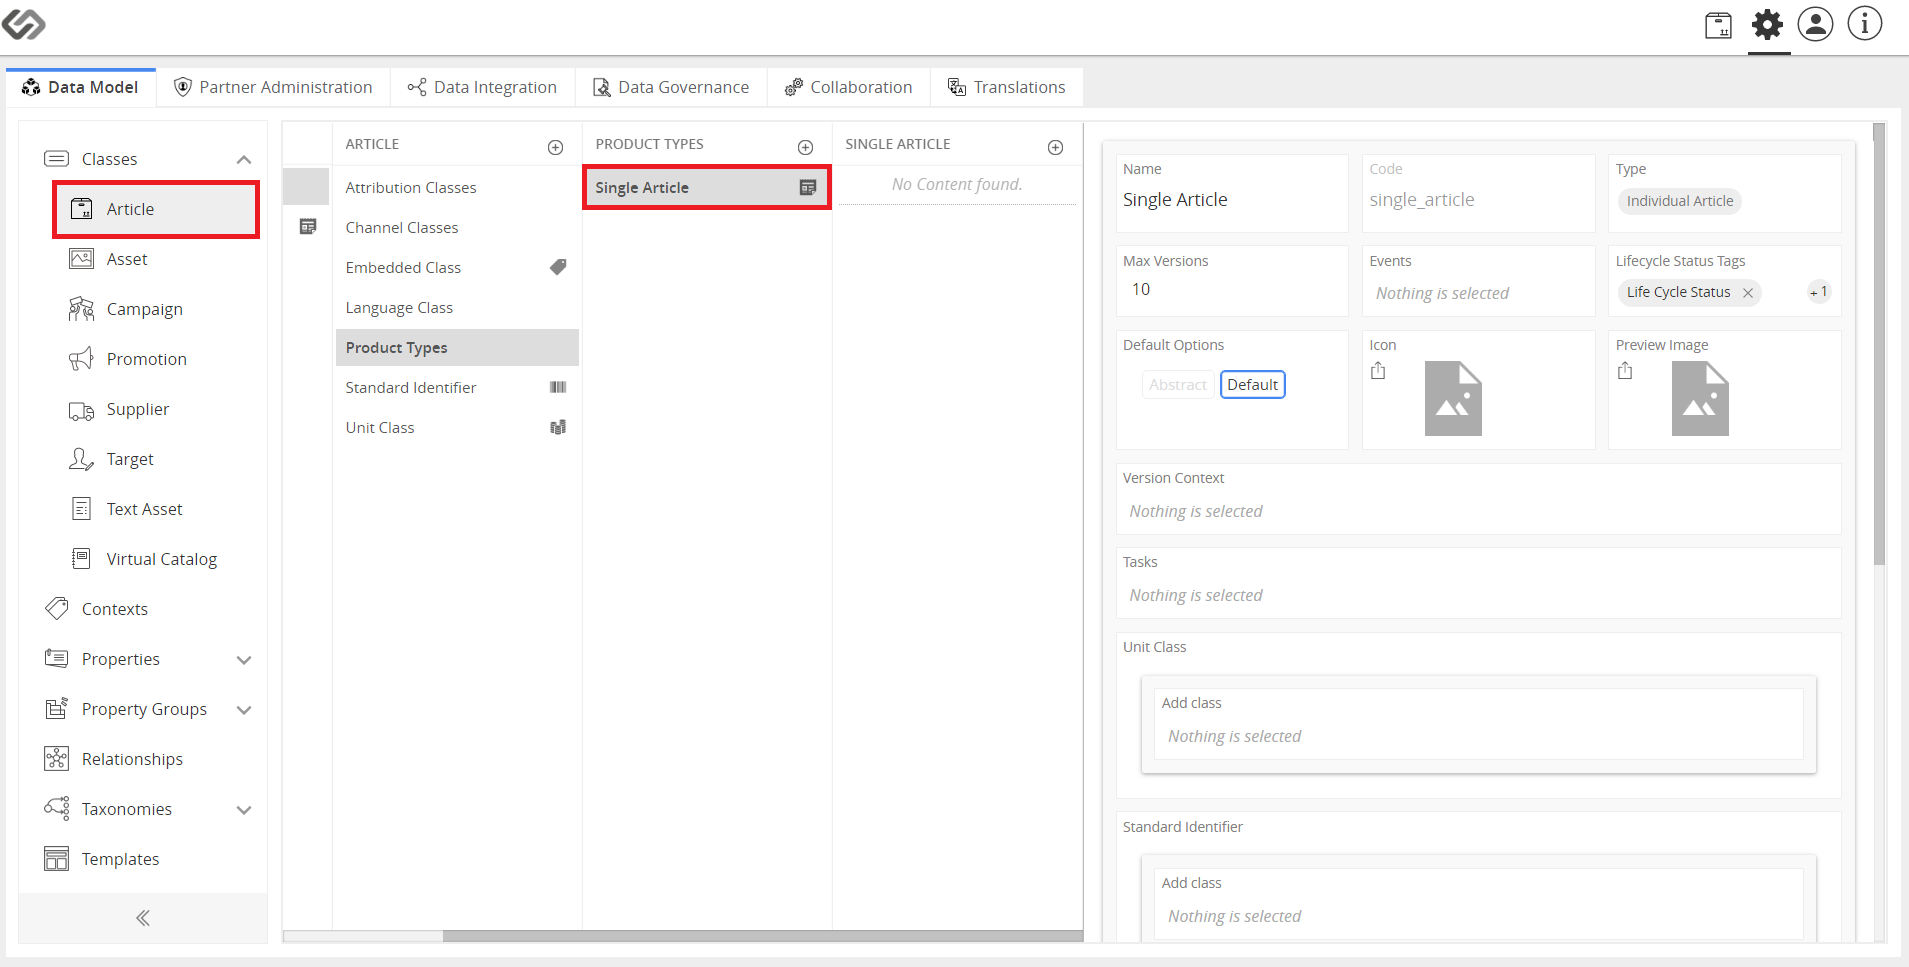 Data Model
Partner Administration
Data Integration
Data Governance
Collaboration
Translations
Classes
Article
Asset
Campaign
Promotion
Supplier
Target
Text Asset
Virtual Catalog
Contexts
Properties
Property Groups
Relationships
Taxonomies
Templates
ARTICLE
Attribution Classes
Channel Classes
Embedded Class
Language Class
Product Types
Standard Identifier
Unit Class
PRODUCT TYPES
Single Article
SINGLE ARTICLE
No Content found.
Name
Single Article
Code
single_article
Type
Individual Article
Max Versions
10
Events
Nothing is selected
Lifecycle Status Tags
Life Cycle Status
+1
Default Options
Abstract Default
Icon
Preview Image
Version Context
Nothing is selected
Tasks
Nothing is selected
Unit Class
Add class
Nothing is selected
Standard Identifier
Add class
Nothing is selected